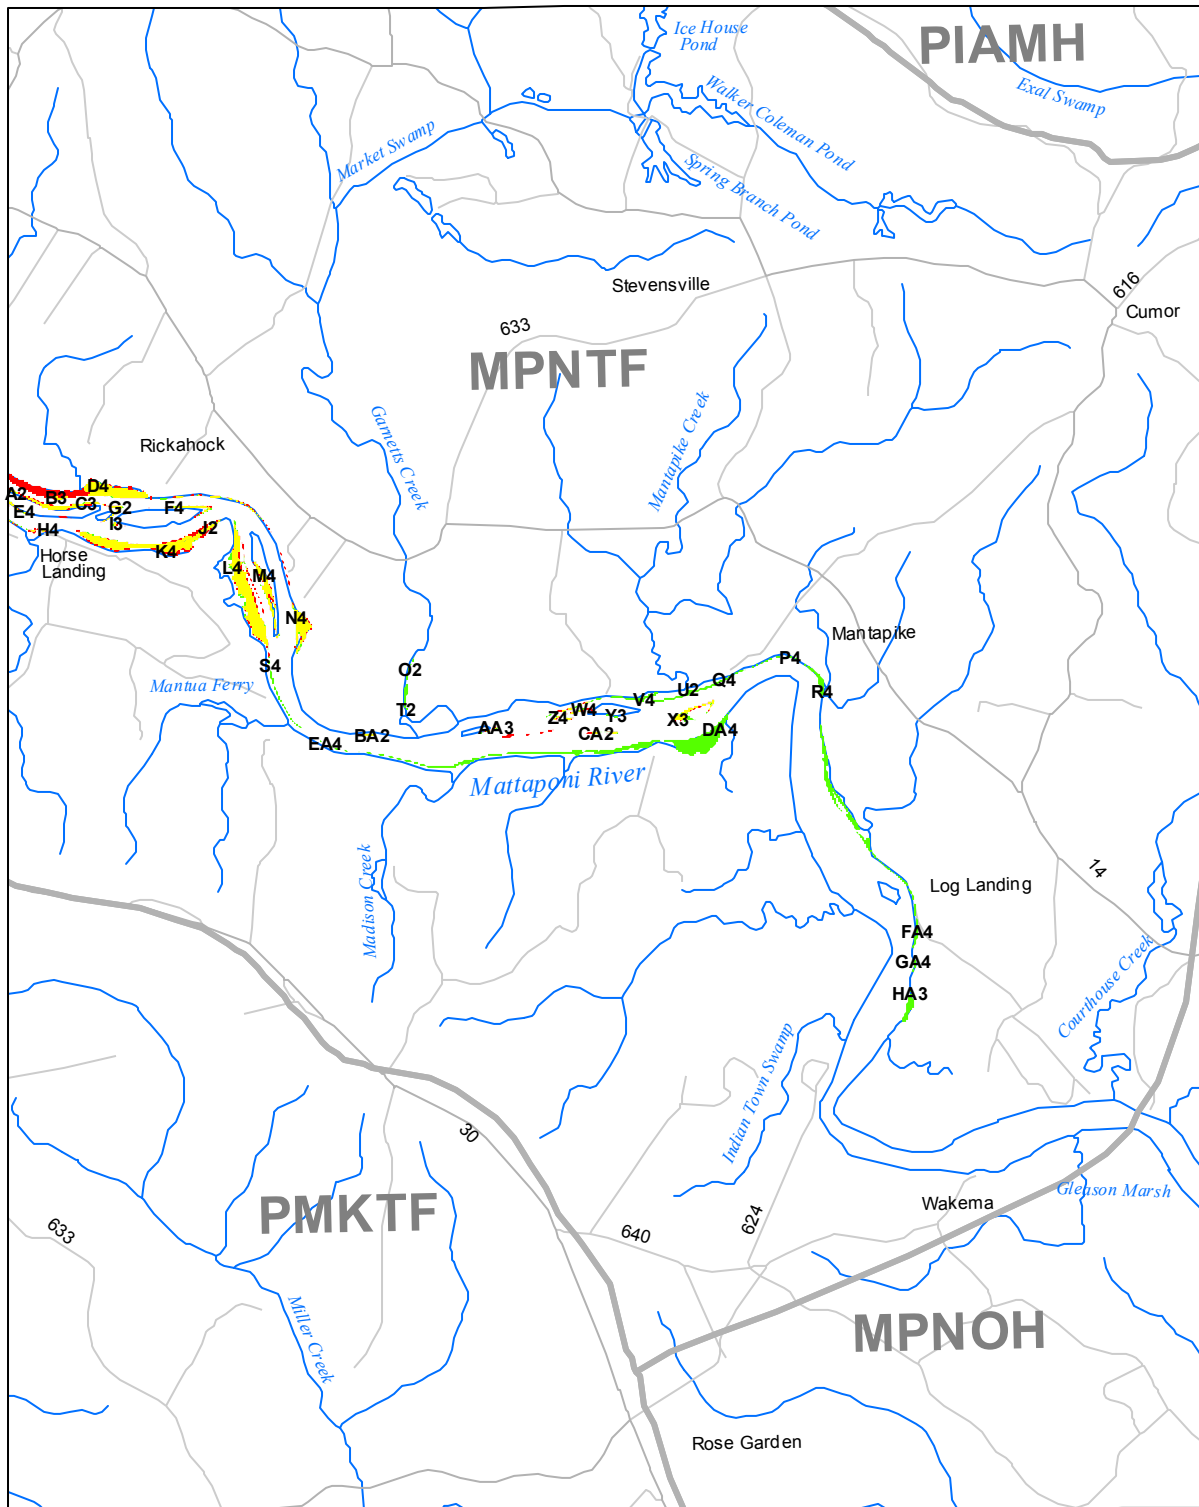 PIAMH
Ice House
Pond
Walker Coleman Pond
Exal Swamp
Market Swamp
Spring Branch Pond
Stevensville
616
Cumor
633
MPNTF
Garnetts Creek
Mantapike Creek
Rickahock
D4
A2
B3
C3
E4
G2
F4
I3
H4
J2
K4
Horse
Landing
L4
M4
N4
Mantapike
S4
O2
P4
Mantua Ferry
Q4
U2
R4
T2
V4
W4
Z4
Y3
X3
AA3
CA2
DA4
BA2
EA4
Mattaponi River
Madison Creek
14
Log Landing
FA4
GA4
HA3
Courthouse Creek
Indian Town Swamp
30
Gleason Marsh
Wakema
PMKTF
633
640
624
Miller Creek
MPNOH
Rose Garden